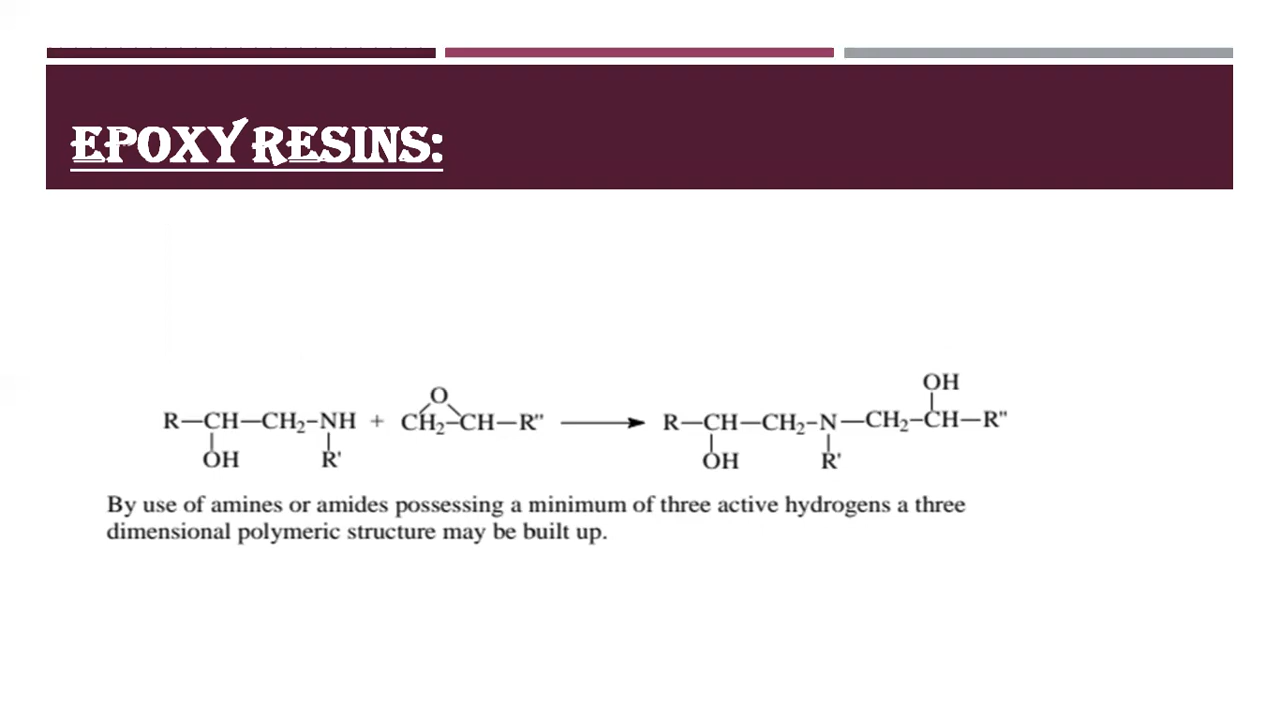 EPOXY RESINS:
O
OH
R—CH—CH₂–NH + CH₂–CH—R" R—CH—CH₂–N—CH₂–CH—R"
OH R' OH R'
By use of amines or amides possessing a minimum of three active hydrogens a three
dimensional polymeric structure may be built up.